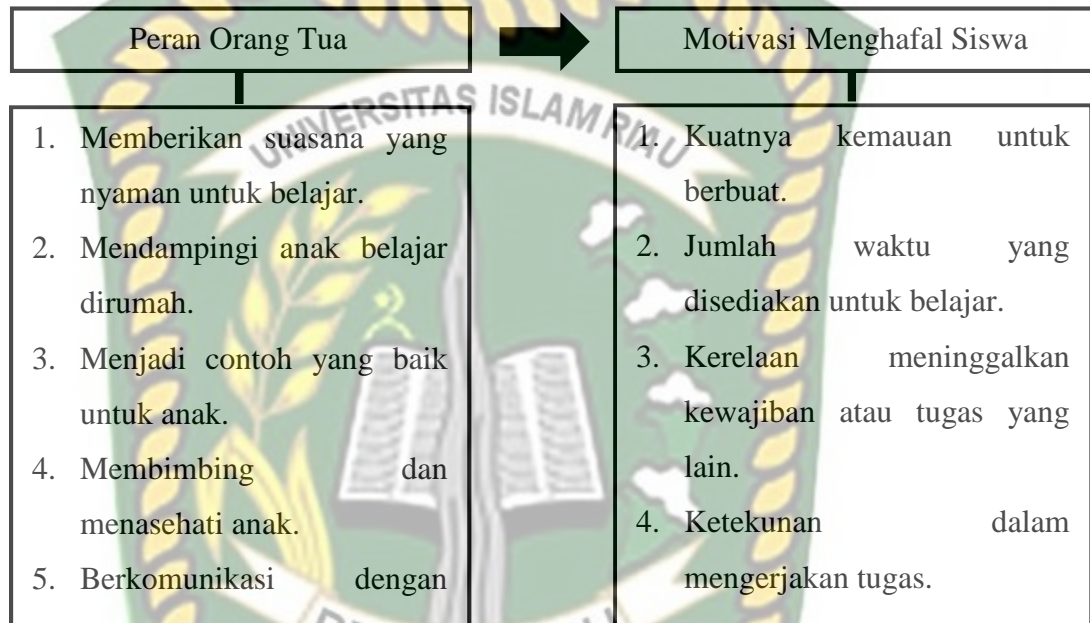 Peran Orang Tua
Motivasi Menghafal Siswa
UNIVERSITAS ISLAM RIAU
1. Memberikan suasana yang
nyaman untuk belajar.
2. Mendampingi anak belajar
dirumah.
3. Menjadi contoh yang baik
untuk anak.
4. Membimbing dan
menasehati anak.
5. Berkomunikasi dengan
1. Kuatnya kemauan untuk
berbuat.
2. Jumlah waktu yang
disediakan untuk belajar.
3. Kerelaan meninggalkan
kewajiban atau tugas yang
lain.
4. Ketekunan dalam
mengerjakan tugas.